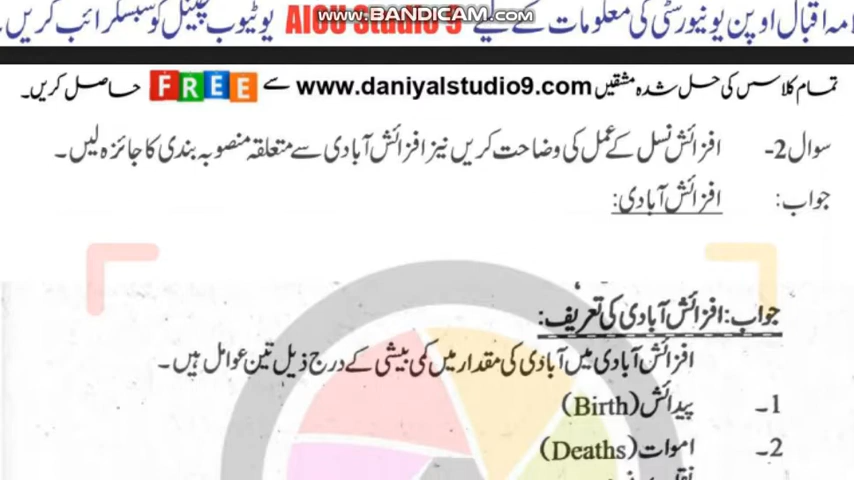 www.BANDICAM.com
علامہ اقبال اوپن یونیورسٹی کی معلومات کے لیے AIOU Studio 9 یوٹیوب چینل کو سبسکرائب کریں۔
تمام کلاسس کی حل شدہ مشقیں www.daniyalstudio9.com سے FREE حاصل کریں۔
سوال 2- افزائش نسل کے عمل کی وضاحت کریں نیز افزائش آبادی سے متعلقہ منصوبہ بندی کا جائزہ لیں۔
جواب: افزائش آبادی:
جواب: افزائش آبادی کی تعریف:
افزائش آبادی میں آبادی کی مقدار میں کمی بیشی کے درج ذیل تین عوامل ہیں۔
1۔ پیدائش (Birth)
2۔ اموات (Deaths)